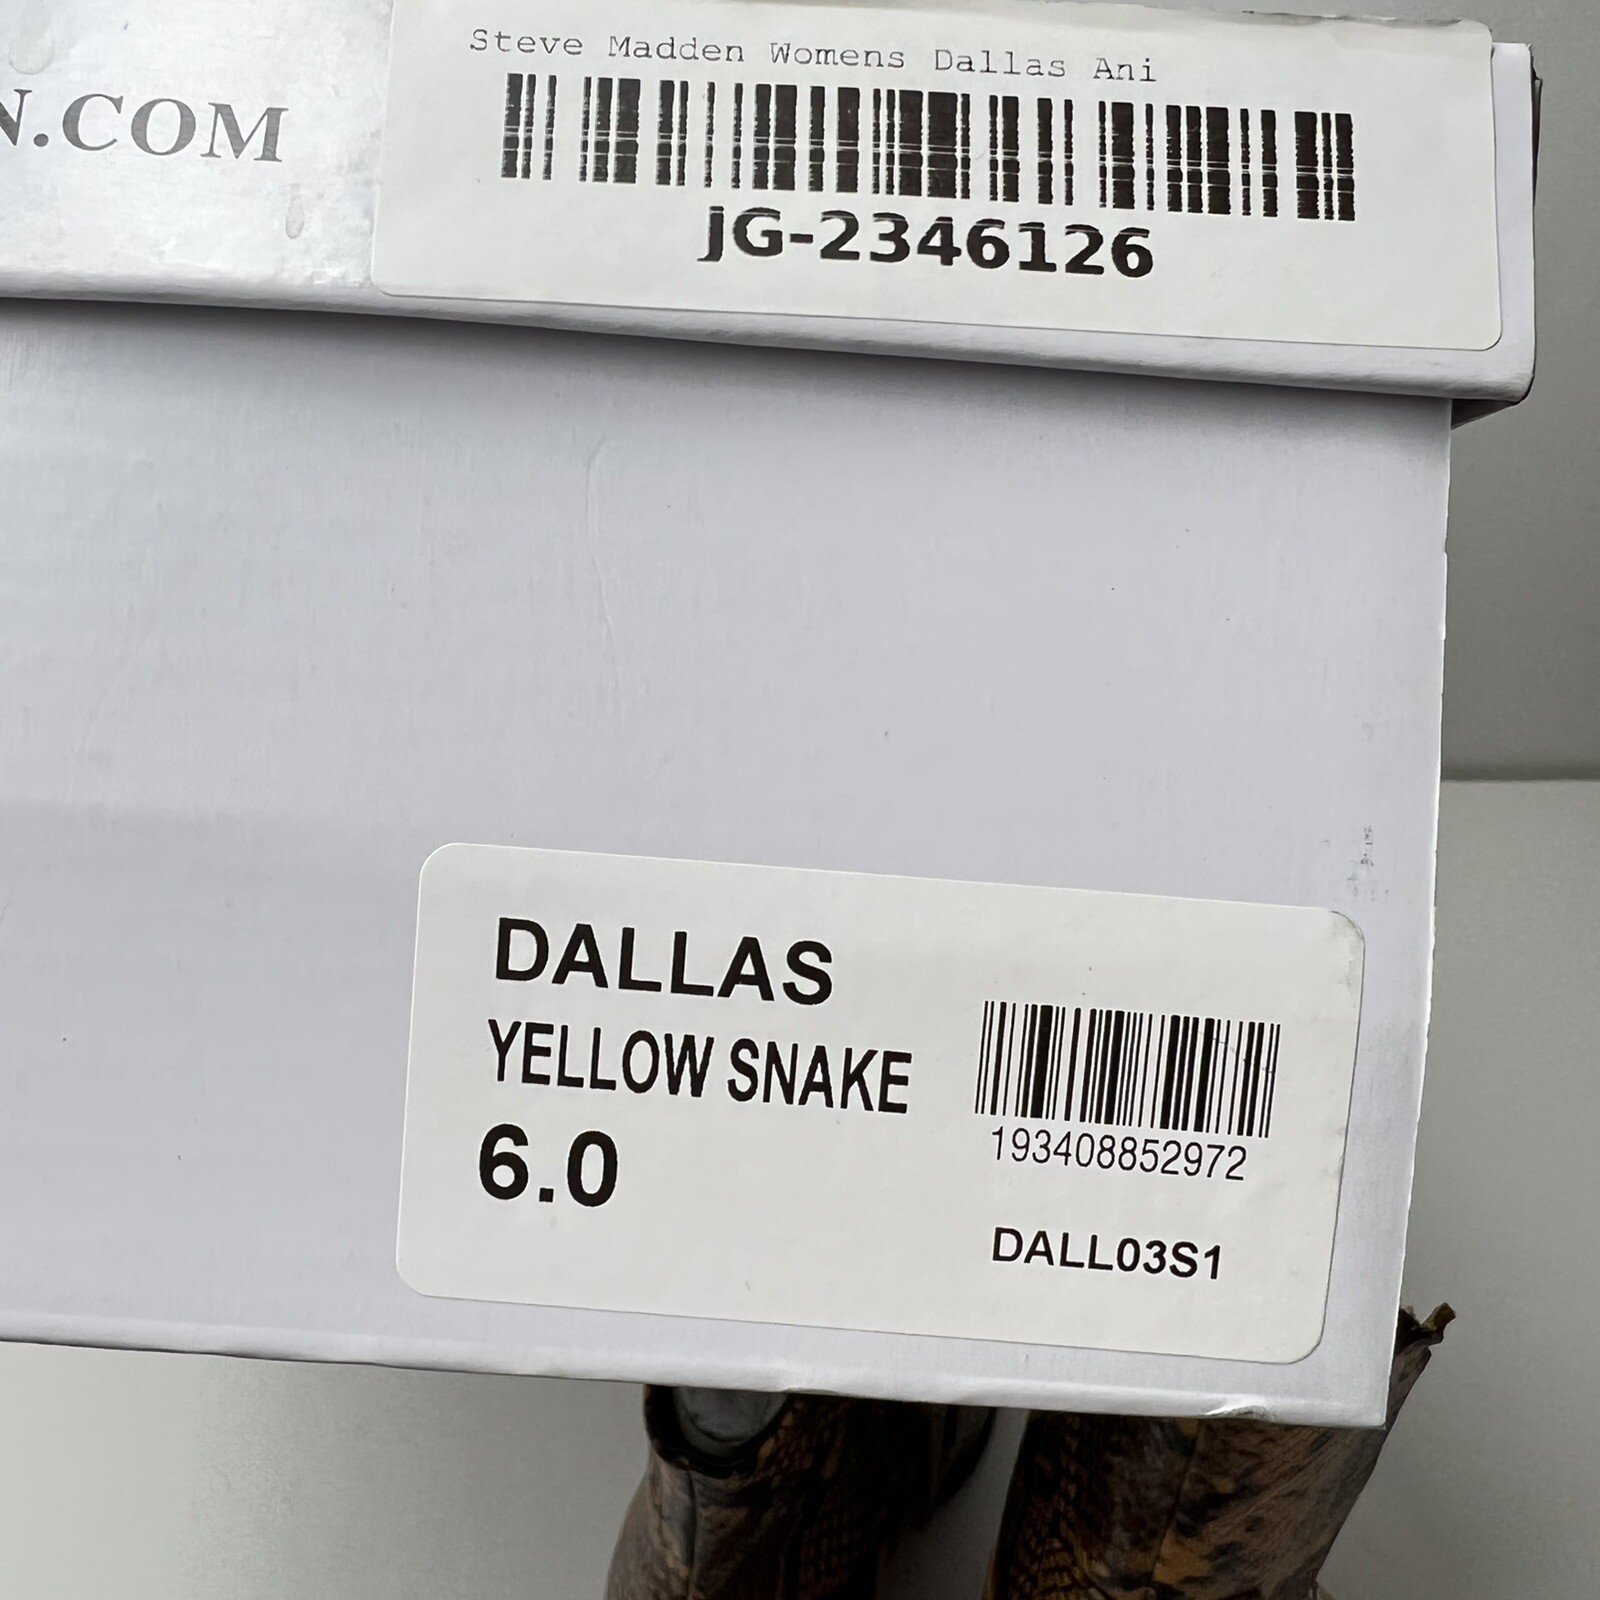 Steve Madden Womens Dallas Ani
N.COM
JG-2346126
DALLAS
YELLOW SNAKE
6.0
193408852972
DALL03S1